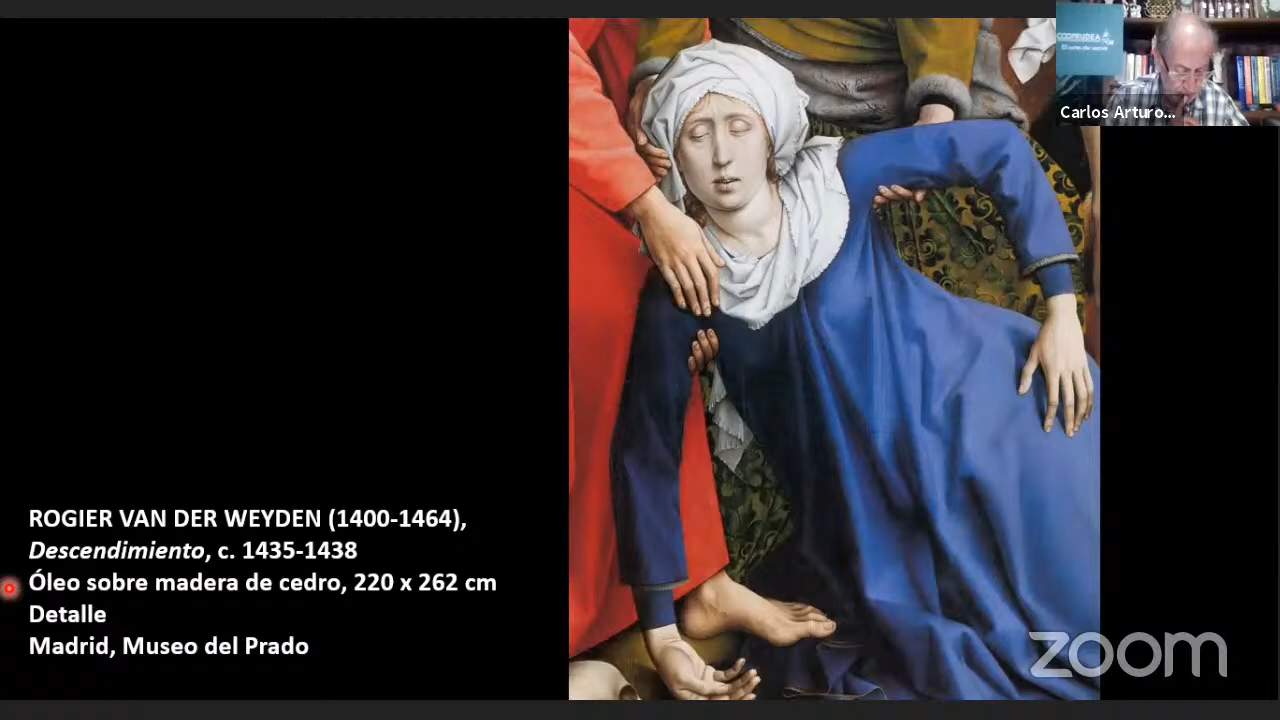 COOPRUDEA
Carlos Arturo...
ROGIER VAN DER WEYDEN (1400-1464),
Descendimiento, c. 1435-1438
Óleo sobre madera de cedro, 220 x 262 cm
Detalle
Madrid, Museo del Prado
zoom